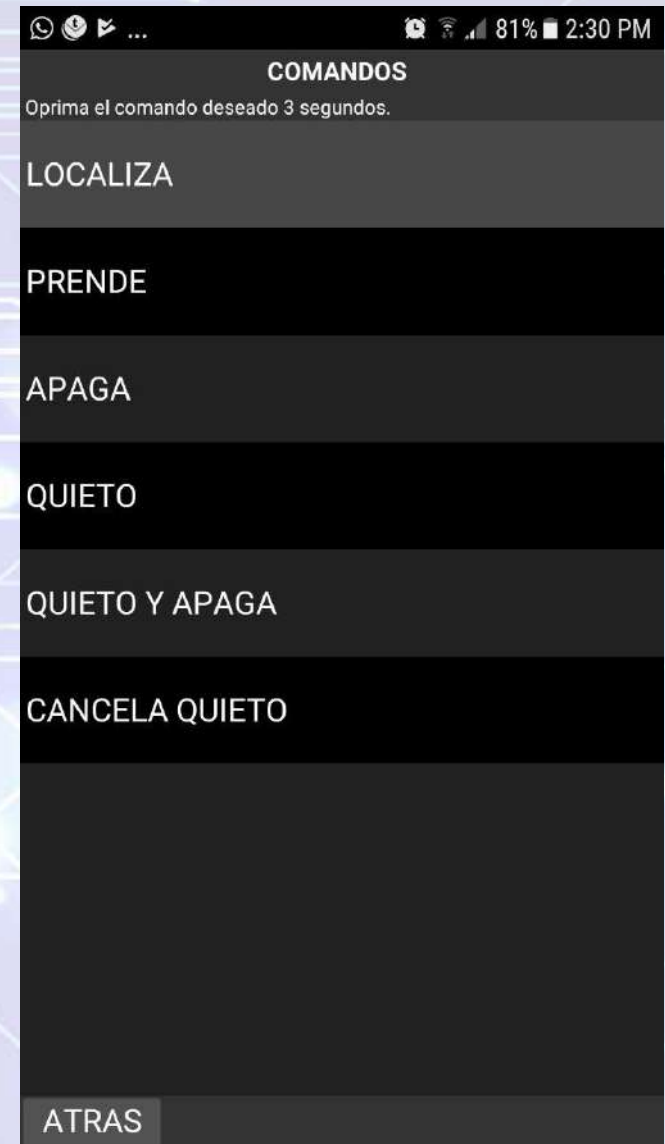 ... 81% 2:30 PM
COMANDOS
Oprima el comando deseado 3 segundos.
LOCALIZA
PRENDE
APAGA
QUIETO
QUIETO Y APAGA
CANCELA QUIETO
ATRAS